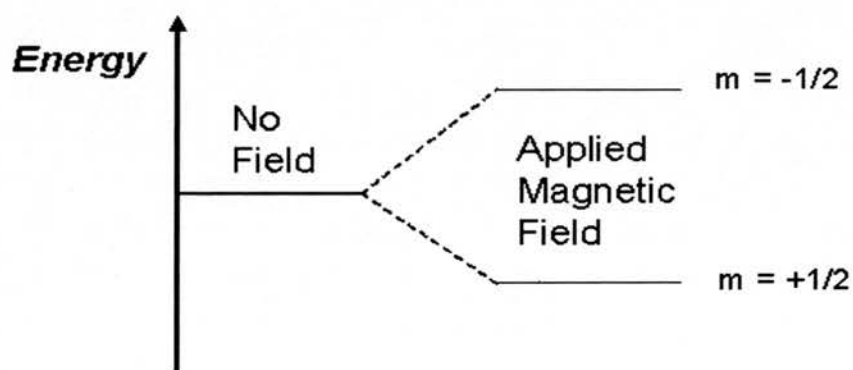 Energy
No
Field
m = -1/2
Applied
Magnetic
Field
m = +1/2